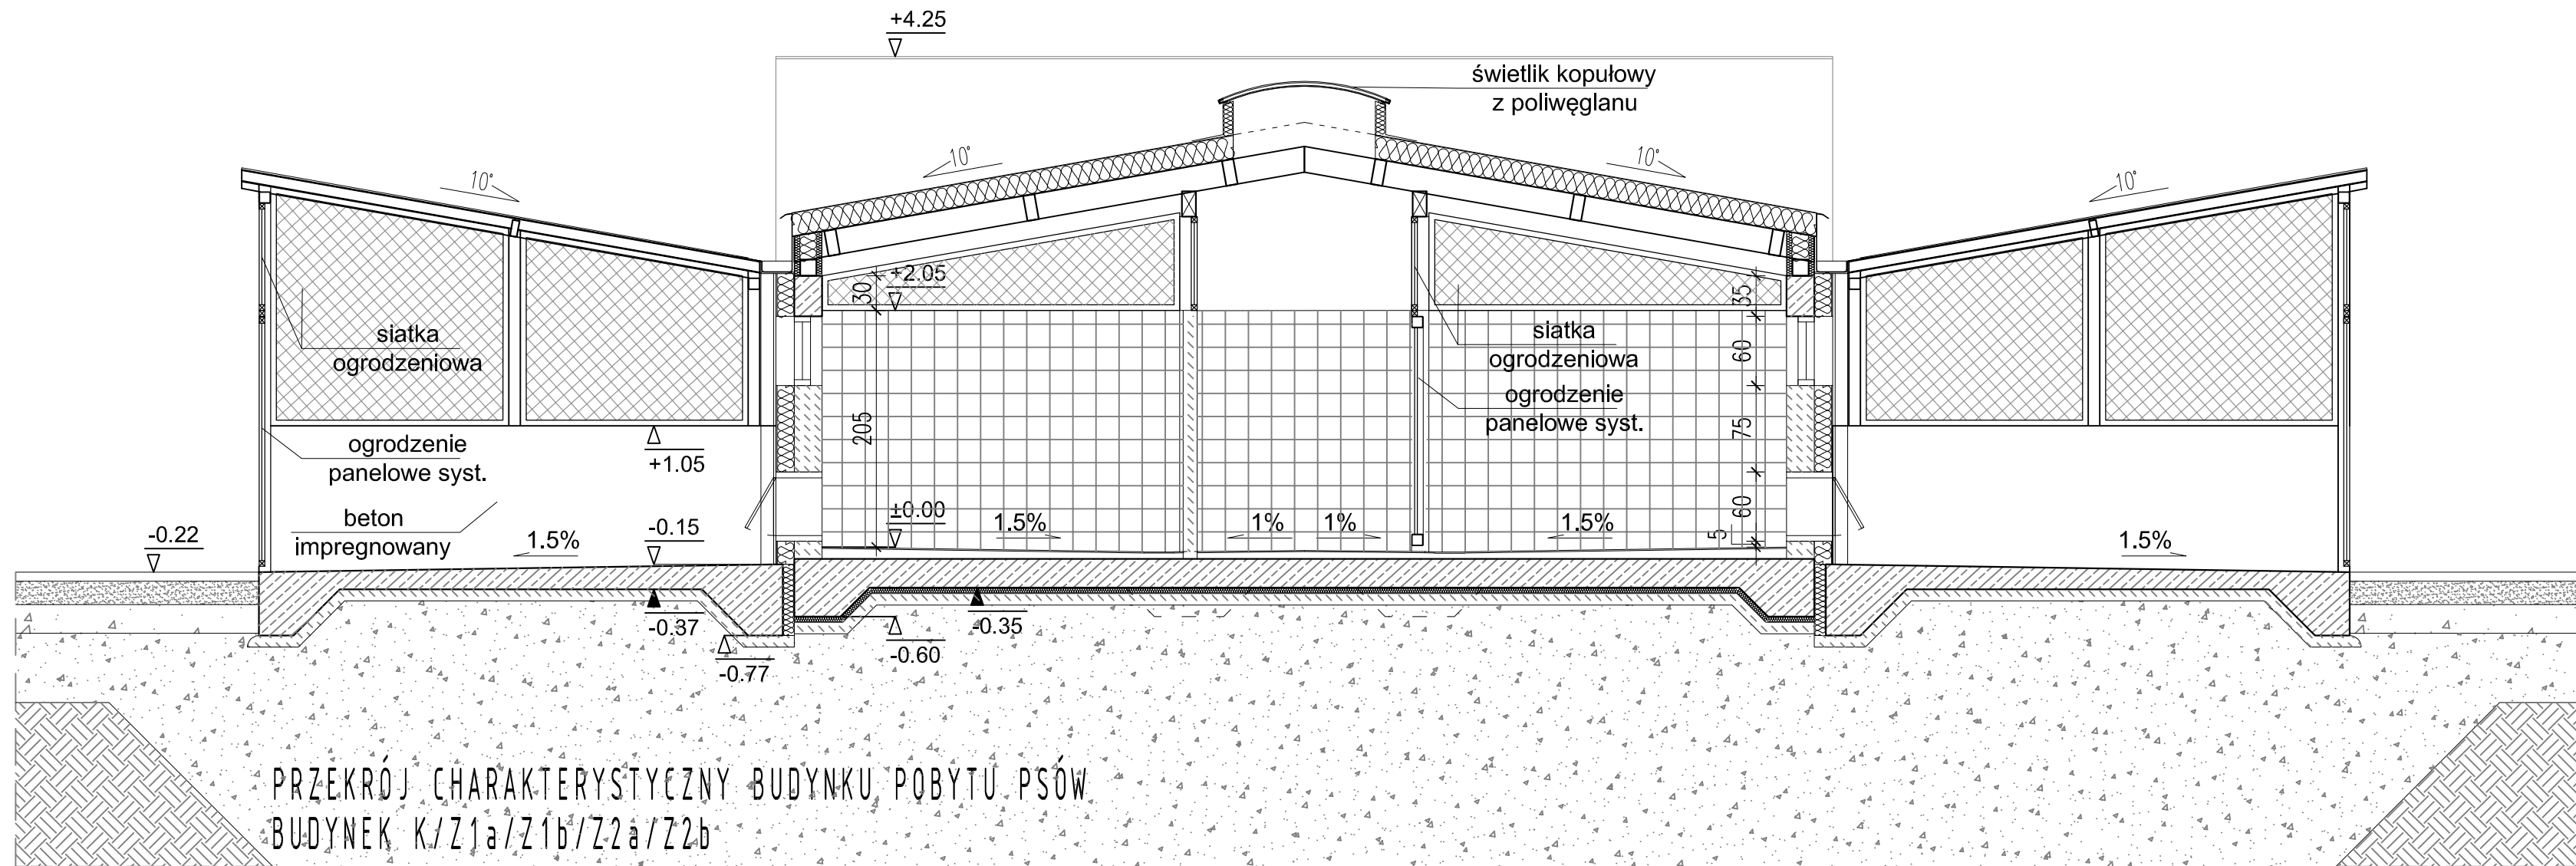 +4.25
świetlik kopułowy
z poliwęglanu
10°
10°
10°
10°
+2.05
30
35
siatka
ogrodzeniowa
siatka
ogrodzeniowa
60
ogrodzenie
panelowe syst.
205
75
ogrodzenie
panelowe syst.
+1.05
beton
impregnowany
-0.22
1.5%
-0.15
±0.00
1.5%
1%
1%
1.5%
60
5
1.5%
-0.37
-0.35
-0.60
-0.77
PRZEKRÓJ CHARAKTERYSTYCZNY BUDYNKU POBYTU PSÓW
BUDYNEK K/Z1a/Z1b/Z2a/Z2b